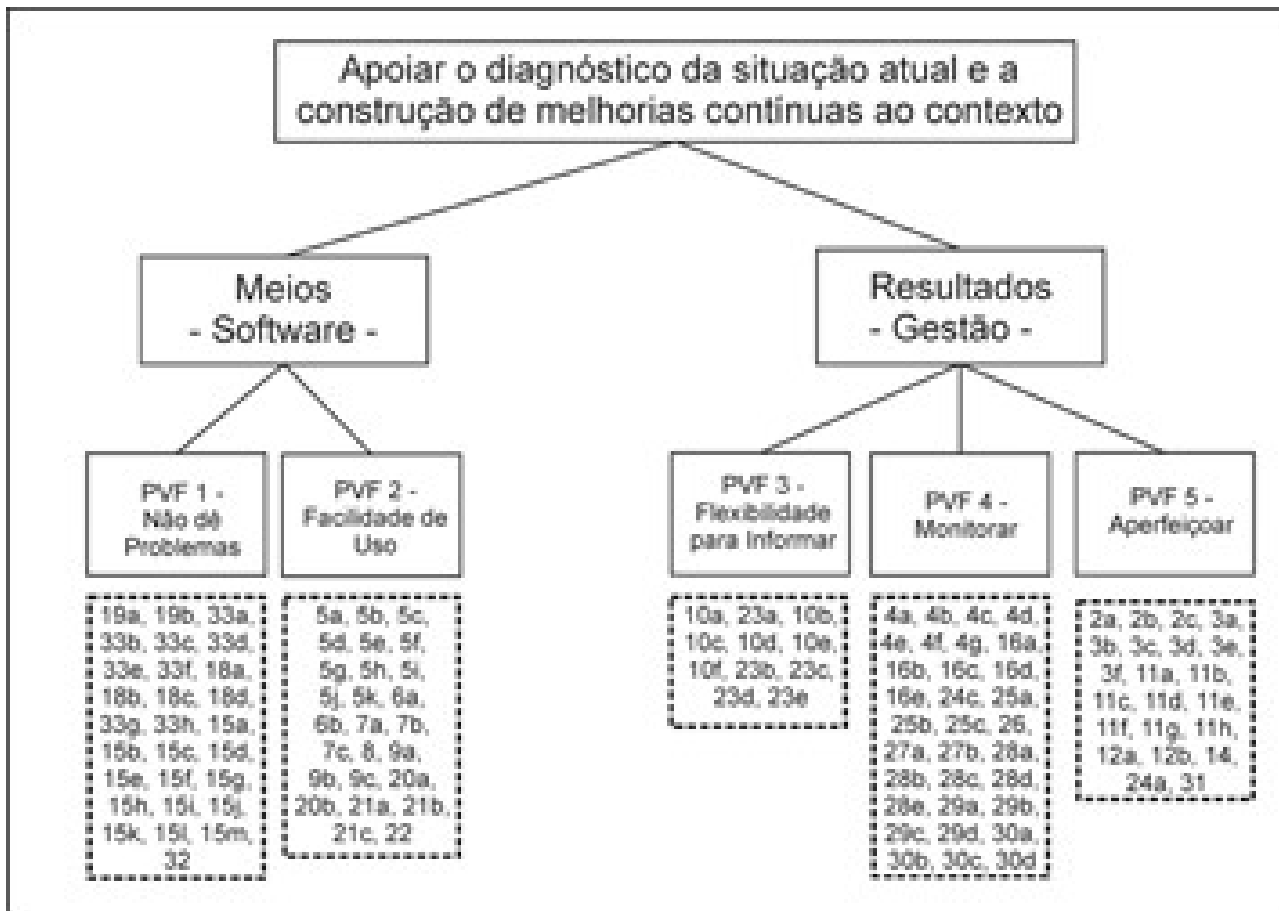 Apoiar o diagnóstico da situação atual e a
construção de melhorias contínuas ao contexto
Meios
- Software -
Resultados
- Gestão -
PVF 1 -
Não dê
Problemas
PVF 2 -
Facilidade de
Uso
PVF 3 -
Flexibilidade
para Informar
PVF 4 -
Monitorar
PVF 5 -
Aperfeiçoar
19a, 19b, 33a,
33b, 33c, 33d,
33e, 33f, 18a,
18b, 18c, 18d,
33g, 33h, 15a,
15b, 15c, 15d,
15e, 15f, 15g,
15h, 15i, 15j,
15k, 15l, 15m,
32
5a, 5b, 5c,
5d, 5e, 5f,
5g, 5h, 5i,
5j, 5k, 6a,
6b, 7a, 7b,
7c, 8, 9a,
9b, 9c, 20a,
20b, 21a, 21b,
21c, 22
10a, 23a, 10b,
10c, 10d, 10e,
10f, 23b, 23c,
23d, 23e
4a, 4b, 4c, 4d,
4e, 4f, 4g, 16a,
16b, 16c, 16d,
16e, 24c, 25a,
25b, 25c, 26,
27a, 27b, 28a,
28b, 28c, 28d,
28e, 29a, 29b,
29c, 29d, 30a,
30b, 30c, 30d
2a, 2b, 2c, 3a,
3b, 3c, 3d, 3e,
3f, 11a, 11b,
11c, 11d, 11e,
11f, 11g, 11h,
12a, 12b, 14,
24a, 31